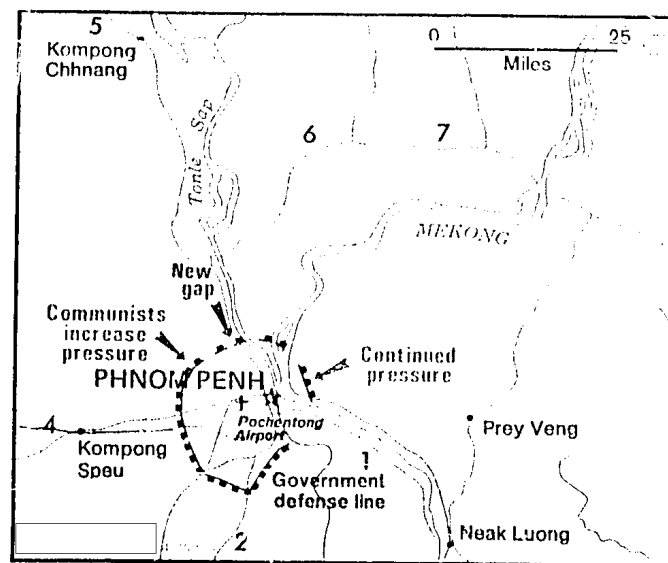 5
Kompong
Chhnang
0 25
Miles
Tonle Sap
6
7
MEKONG
New
gap
Communists
increase
pressure
Continued
pressure
PHNOM PENH
4
Pochentong
Airport
Kompong
Speu
1
Prey Veng
Government
defense line
2
Neak Luong